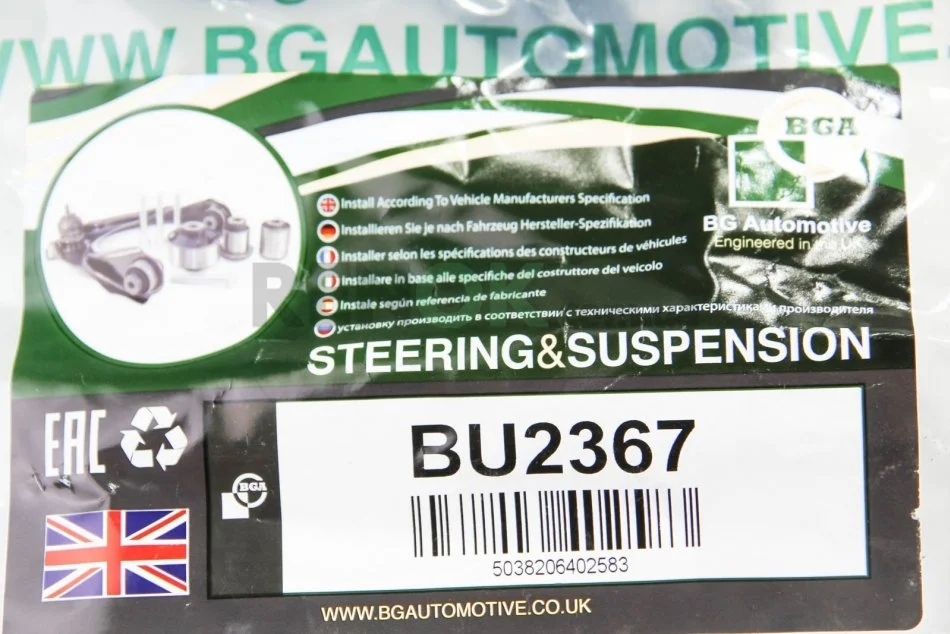 WWW BGAUTOMOTIVE.
BGA
BG Automotive
Engineered in the UK
Install According To Vehicle Manufacturers Specification
Installieren Sie je nach Fahrzeug Hersteller-Spezifikation
Installer selon les spécifications des constructeurs de véhicules
Installare in base alle specifiche del costruttore del veicolo
Instale según referencia de fabricante
установку производить в соответствии с техническими характеристиками производителя
STEERING&SUSPENSION
EAC
BGA
BU2367
5038206402583
WWW.BGAUTOMOTIVE.CO.UK